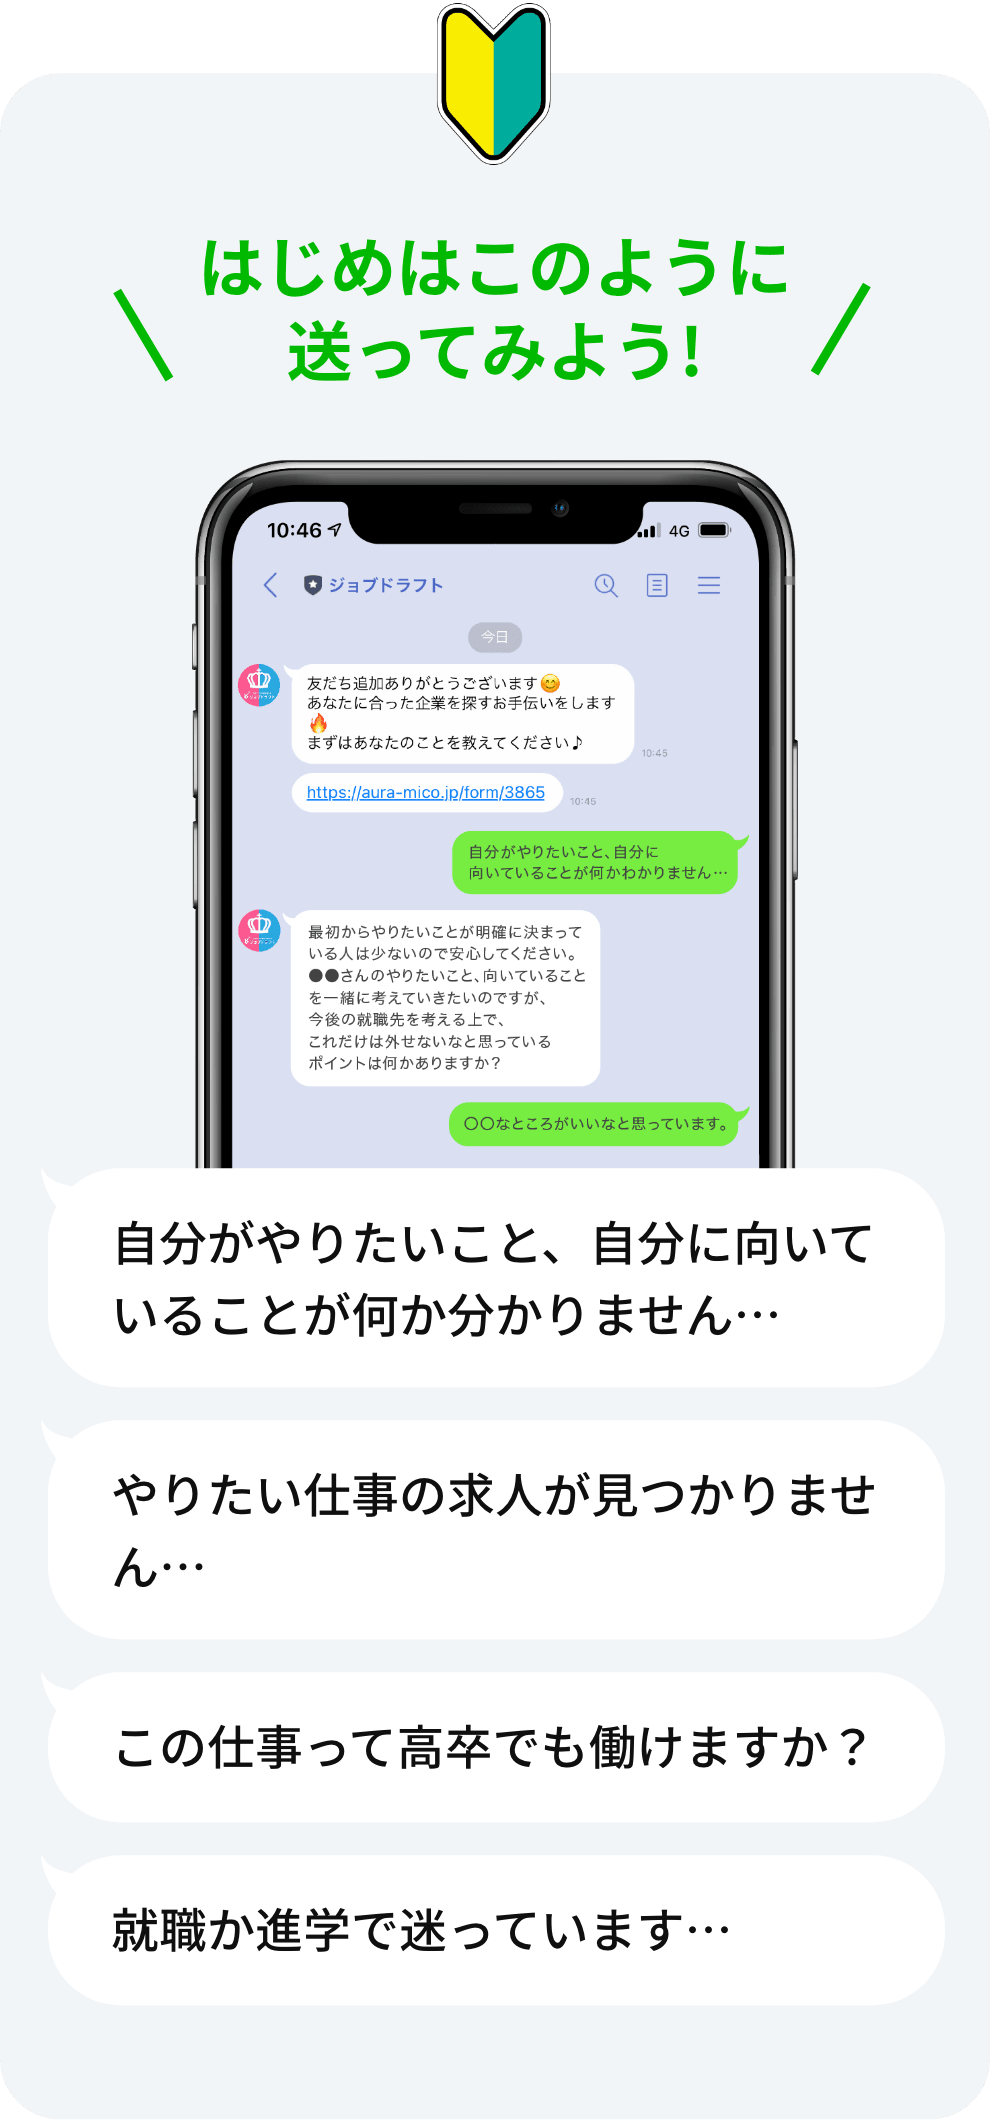 はじめはこのように
送ってみよう!
10:46
4G
ジョブドラフト
今日
友だち追加ありがとうございます😊
あなたに合った企業を探すお手伝いをします
🔥
まずはあなたのことを教えてください♪
10:45
https://aura-mico.jp/form/3865
10:45
自分がやりたいこと、自分に
向いていることが何かわかりません…
最初からやりたいことが明確に決まって
いる人は少ないので安心してください。
●●さんのやりたいこと、向いていること
を一緒に考えていきたいのですが、
今後の就職先を考える上で、
これだけは外せないなと思っている
ポイントは何かありますか？
〇〇なところがいいなと思っています。
自分がやりたいこと、自分に向いて
いることが何か分かりません…
やりたい仕事の求人が見つかりませ
ん…
この仕事って高卒でも働けますか？
就職か進学で迷っています…